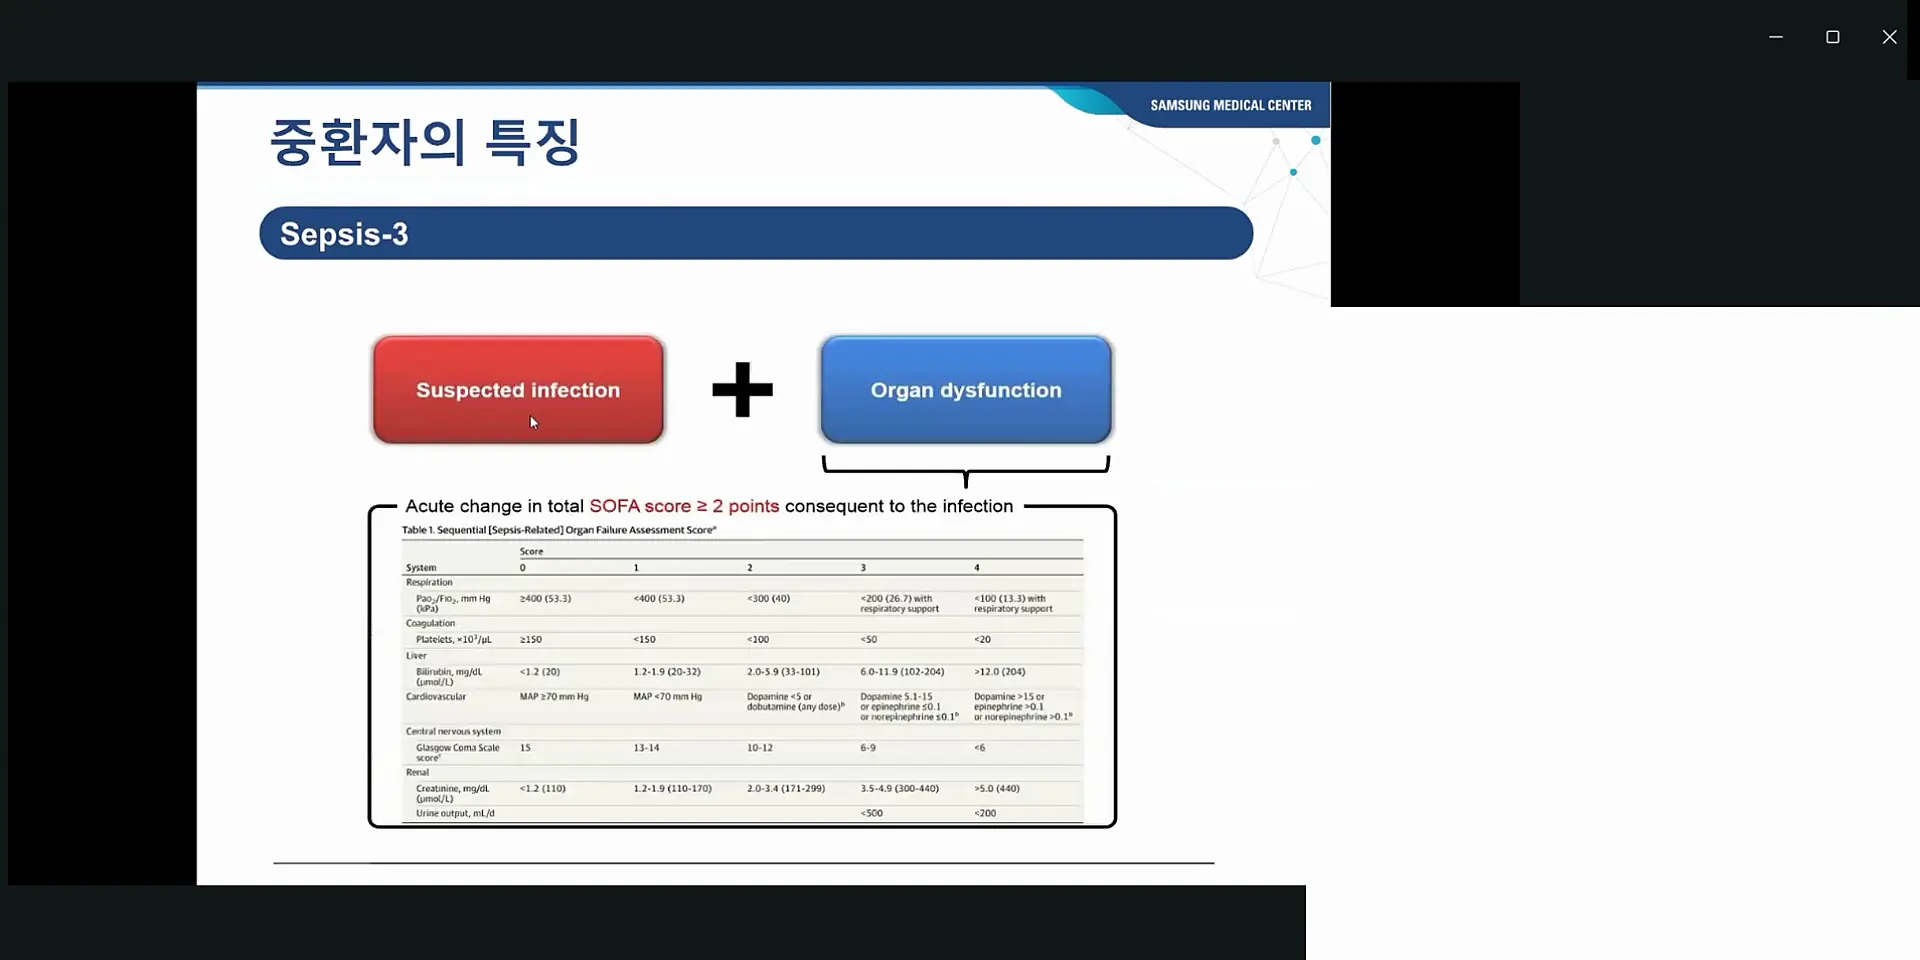 SAMSUNG MEDICAL CENTER
중환자의 특징
Sepsis-3
Suspected infection
Organ dysfunction
Acute change in total SOFA score ≥ 2 points consequent to the infection
Table 1. Sequential [Sepsis-Related] Organ Failure Assessment Scoreᵃ
Score
System 0 1 2 3 4
Respiration
Pao₂/Fio₂, mm Hg ≥400 (53.3) <400 (53.3) <300 (40) <200 (26.7) with <100 (13.3) with
(kPa) respiratory support respiratory support
Coagulation
Platelets, ×10³/μL ≥150 <150 <100 <50 <20
Liver
Bilirubin, mg/dL <1.2 (20) 1.2-1.9 (20-32) 2.0-5.9 (33-101) 6.0-11.9 (102-204) >12.0 (204)
(μmol/L)
Cardiovascular MAP ≥70 mm Hg MAP <70 mm Hg Dopamine <5 or Dopamine 5.1-15 Dopamine >15 or
dobutamine (any dose)ᵇ or epinephrine ≤0.1 epinephrine >0.1
or norepinephrine ≤0.1ᵇ or norepinephrine >0.1ᵇ
Central nervous system
Glasgow Coma Scale 15 13-14 10-12 6-9 <6
scoreᶜ
Renal
Creatinine, mg/dL <1.2 (110) 1.2-1.9 (110-170) 2.0-3.4 (171-299) 3.5-4.9 (300-440) >5.0 (440)
(μmol/L)
Urine output, mL/d <500 <200